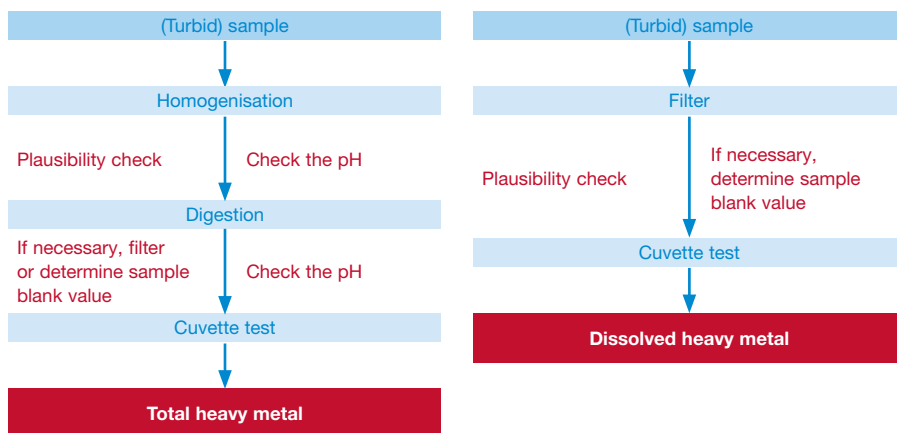 (Turbid) sample
Homogenisation
Plausibility check
Check the pH
Digestion
If necessary, filter
or determine sample
blank value
Check the pH
Cuvette test
Total heavy metal
(Turbid) sample
Filter
Plausibility check
If necessary,
determine sample
blank value
Cuvette test
Dissolved heavy metal